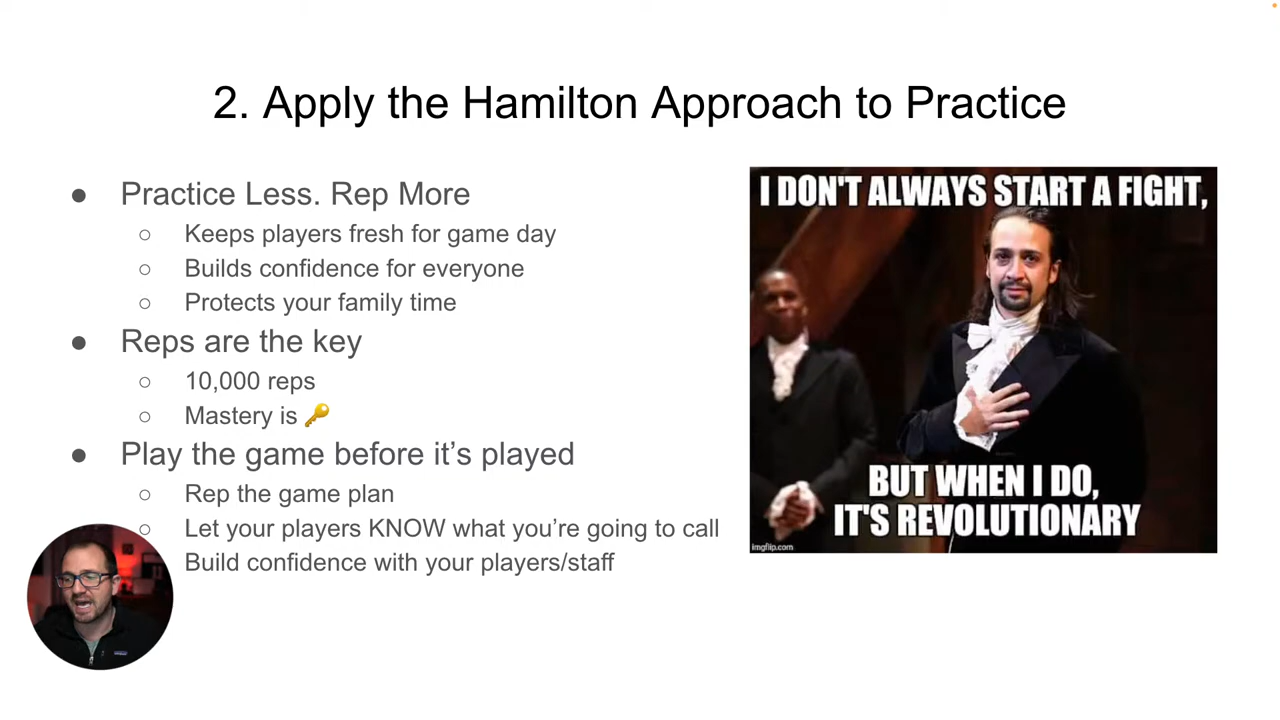 2. Apply the Hamilton Approach to Practice
● Practice Less. Rep More
○ Keeps players fresh for game day
○ Builds confidence for everyone
○ Protects your family time
● Reps are the key
○ 10,000 reps
○ Mastery is 🔑
● Play the game before it’s played
○ Rep the game plan
○ Let your players KNOW what you’re going to call
Build confidence with your players/staff
I DON'T ALWAYS START A FIGHT,
BUT WHEN I DO,
IT'S REVOLUTIONARY
imgflip.com